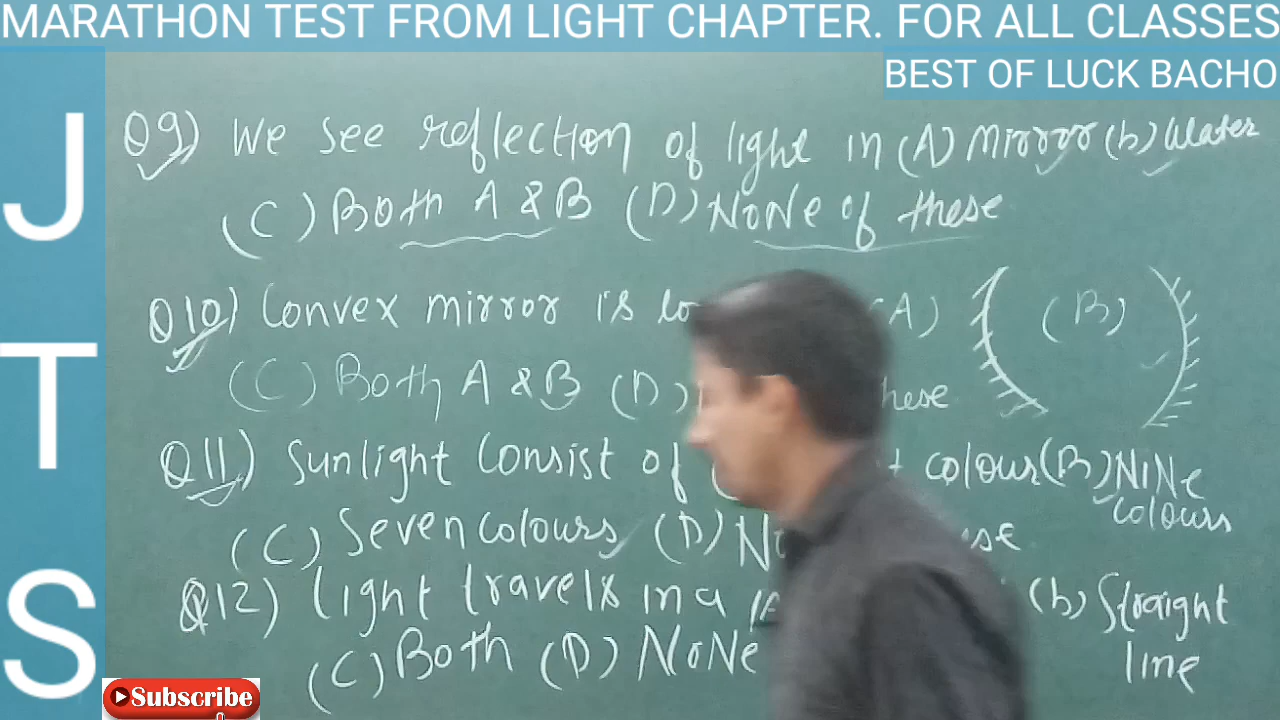 MARATHON TEST FROM LIGHT CHAPTER. FOR ALL CLASSES
BEST OF LUCK BACHO
J
T
S
Q9) We see reflection of light in (A) Mirror (b) Water
(C) Both A & B (D) NoNe of these
Q10) Convex mirror is (A) (B)
(C) Both A & B (D) these
Q11) Sunlight Consist of colour (B) NiNe
colours
(C) Seven colours (D)
Q12) Light travels in a (b) Straight
line
(C) Both (D) NoNe
Subscribe